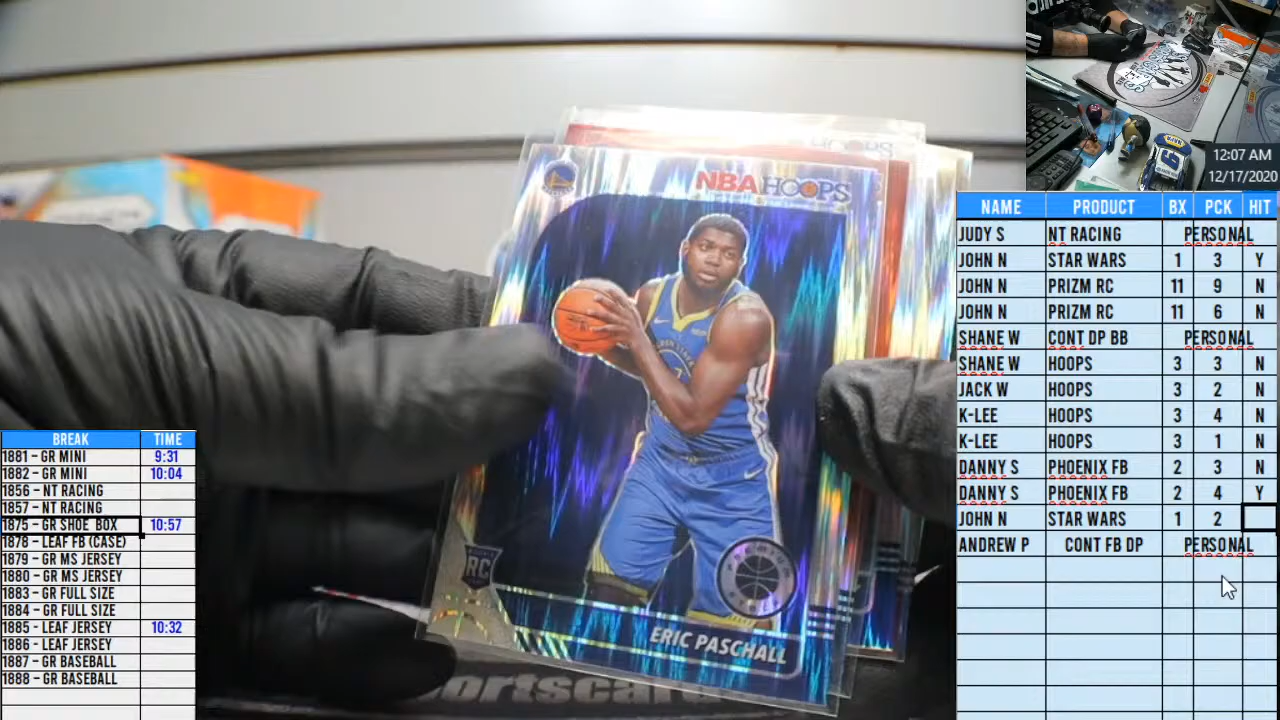 HOOPS
NBA HOOPS
RC
PREMIUM
ERIC PASCHALL
ortscar
12:07 AM
12/17/2020
NAME PRODUCT BX PCK HIT
JUDY S NT RACING PERSONAL
JOHN N STAR WARS 1 3 Y
JOHN N PRIZM RC 11 9 N
JOHN N PRIZM RC 11 6 N
SHANE W CONT DP BB PERSONAL
SHANE W HOOPS 3 3 N
JACK W HOOPS 3 2 N
K-LEE HOOPS 3 4 N
K-LEE HOOPS 3 1 N
DANNY S PHOENIX FB 2 3 N
DANNY S PHOENIX FB 2 4 Y
JOHN N STAR WARS 1 2
ANDREW P CONT FB DP PERSONAL
BREAK TIME
1881 – GR MINI 9:31
1882 – GR MINI 10:04
1856 – NT RACING
1857 – NT RACING
1875 – GR SHOE BOX 10:57
1878 – LEAF FB (CASE)
1879 – GR MS JERSEY
1880 – GR MS JERSEY
1883 – GR FULL SIZE
1884 – GR FULL SIZE
1885 – LEAF JERSEY 10:32
1886 – LEAF JERSEY
1887 – GR BASEBALL
1888 – GR BASEBALL